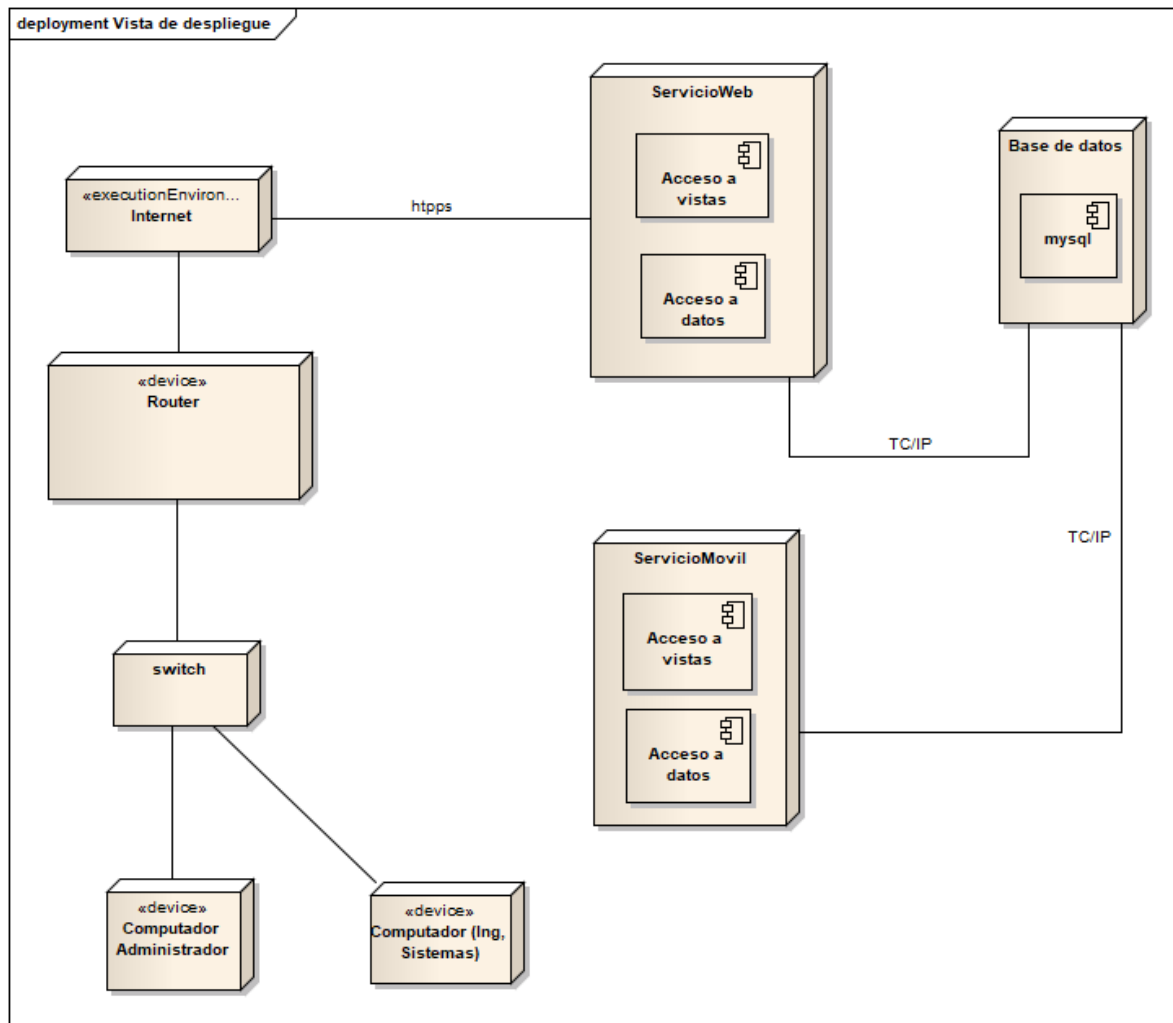 deployment Vista de despliegue
«executionEnviron...
Internet
htpps
ServicioWeb
Acceso a
vistas
Acceso a
datos
Base de datos
mysql
«device»
Router
TC/IP
TC/IP
ServicioMovil
Acceso a
vistas
Acceso a
datos
switch
«device»
Computador
Administrador
«device»
Computador (Ing,
Sistemas)